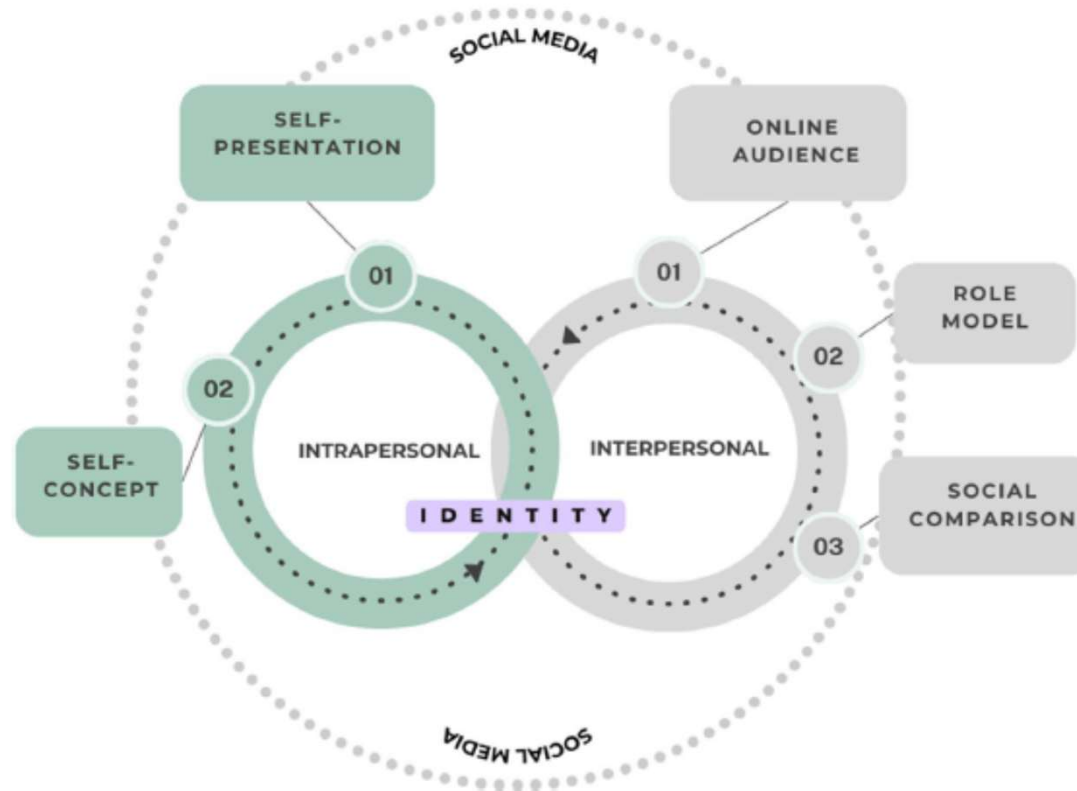 SOCIAL MEDIA
SELF-
PRESENTATION
ONLINE
AUDIENCE
01
01
ROLE
MODEL
02
02
SELF-
CONCEPT
INTRAPERSONAL
INTERPERSONAL
IDENTITY
SOCIAL
COMPARISON
03
SOCIAL MEDIA